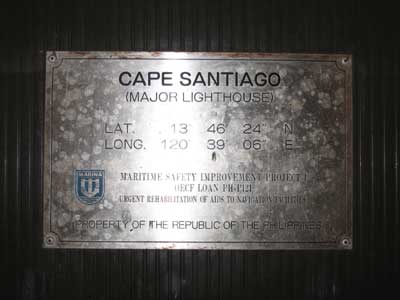 CAPE SANTIAGO
(MAJOR LIGHTHOUSE)
LAT. 13° 46' 24" N
LONG. 120° 39' 06" E
MARINA
MARITIME SAFETY IMPROVEMENT PROJECT-I
OECF LOAN PH-P121
URGENT REHABILITATION OF AIDS TO NAVIGATION FACILITIES
PROPERTY OF THE REPUBLIC OF THE PHILIPPINES